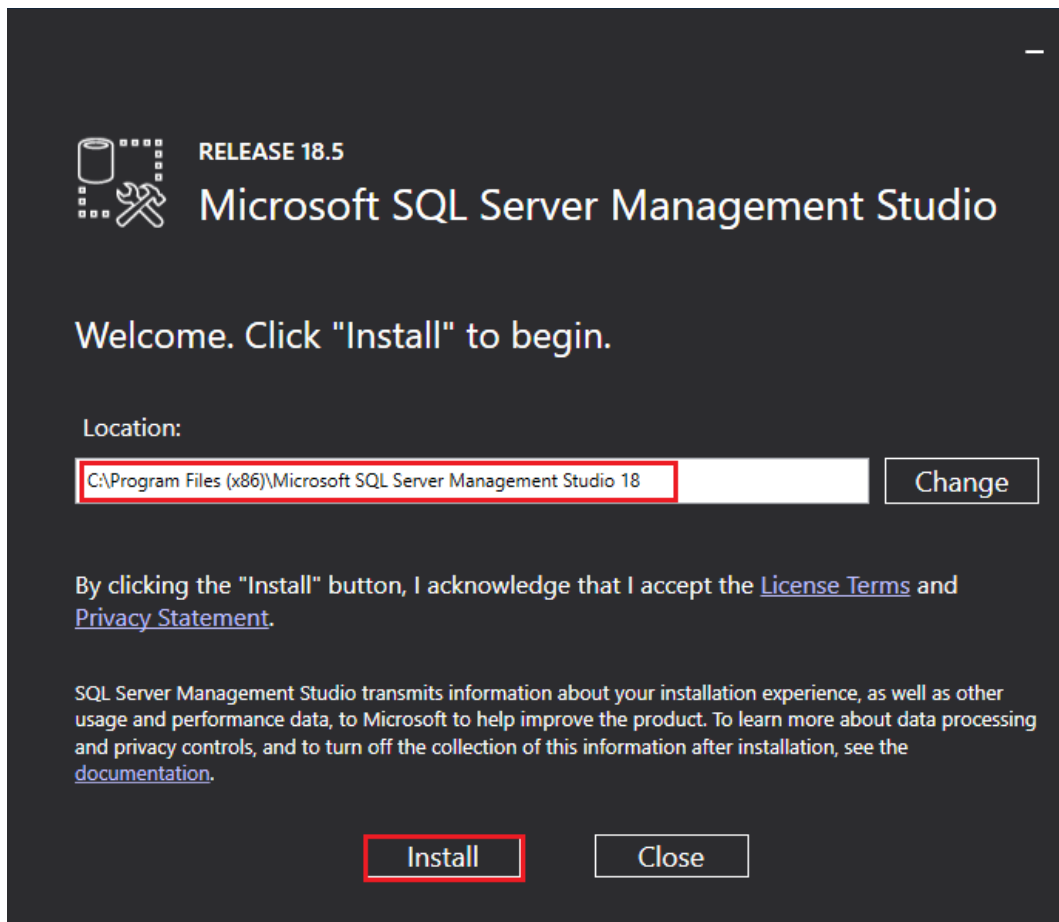 RELEASE 18.5
Microsoft SQL Server Management Studio
Welcome. Click "Install" to begin.
Location:
C:\Program Files (x86)\Microsoft SQL Server Management Studio 18
Change
By clicking the "Install" button, I acknowledge that I accept the License Terms and
Privacy Statement.
SQL Server Management Studio transmits information about your installation experience, as well as other
usage and performance data, to Microsoft to help improve the product. To learn more about data processing
and privacy controls, and to turn off the collection of this information after installation, see the
documentation.
Install
Close